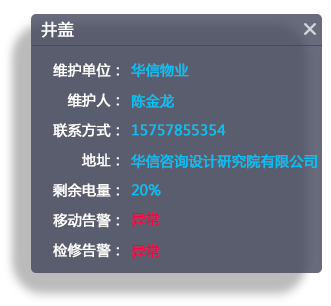 井盖
维护单位： 华信物业
维护人： 陈金龙
联系方式： 15757855354
地址： 华信咨询设计研究院有限公司
剩余电量： 20%
移动告警： 异常
检修告警： 异常